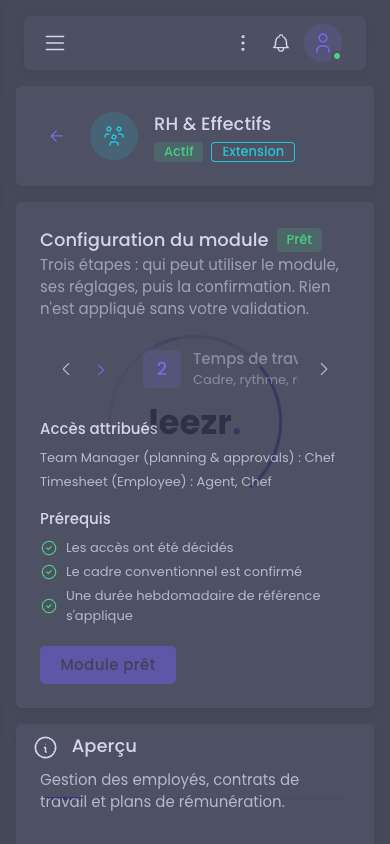 RH & Effectifs
Actif
Extension
Configuration du module
Prêt
Trois étapes : qui peut utiliser le module,
ses réglages, puis la confirmation. Rien
n'est appliqué sans votre validation.
2
Temps de trav
Cadre, rythme, r
leezr.
Accès attribués
Team Manager (planning & approvals) : Chef
Timesheet (Employee) : Agent, Chef
Prérequis
Les accès ont été décidés
Le cadre conventionnel est confirmé
Une durée hebdomadaire de référence
s'applique
Module prêt
Aperçu
Gestion des employés, contrats de
travail et plans de rémunération.